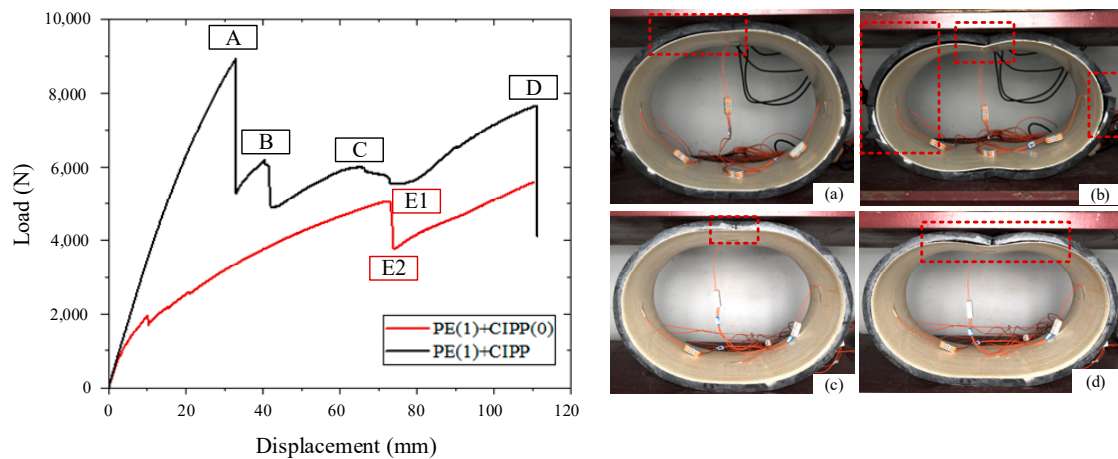 10,000
8,000
6,000
4,000
2,000
0
Load (N)
A
B
C
D
E1
E2
PE(1)+CIPP(0)
PE(1)+CIPP
0
20
40
60
80
100
120
Displacement (mm)
(a)
(b)
(c)
(d)